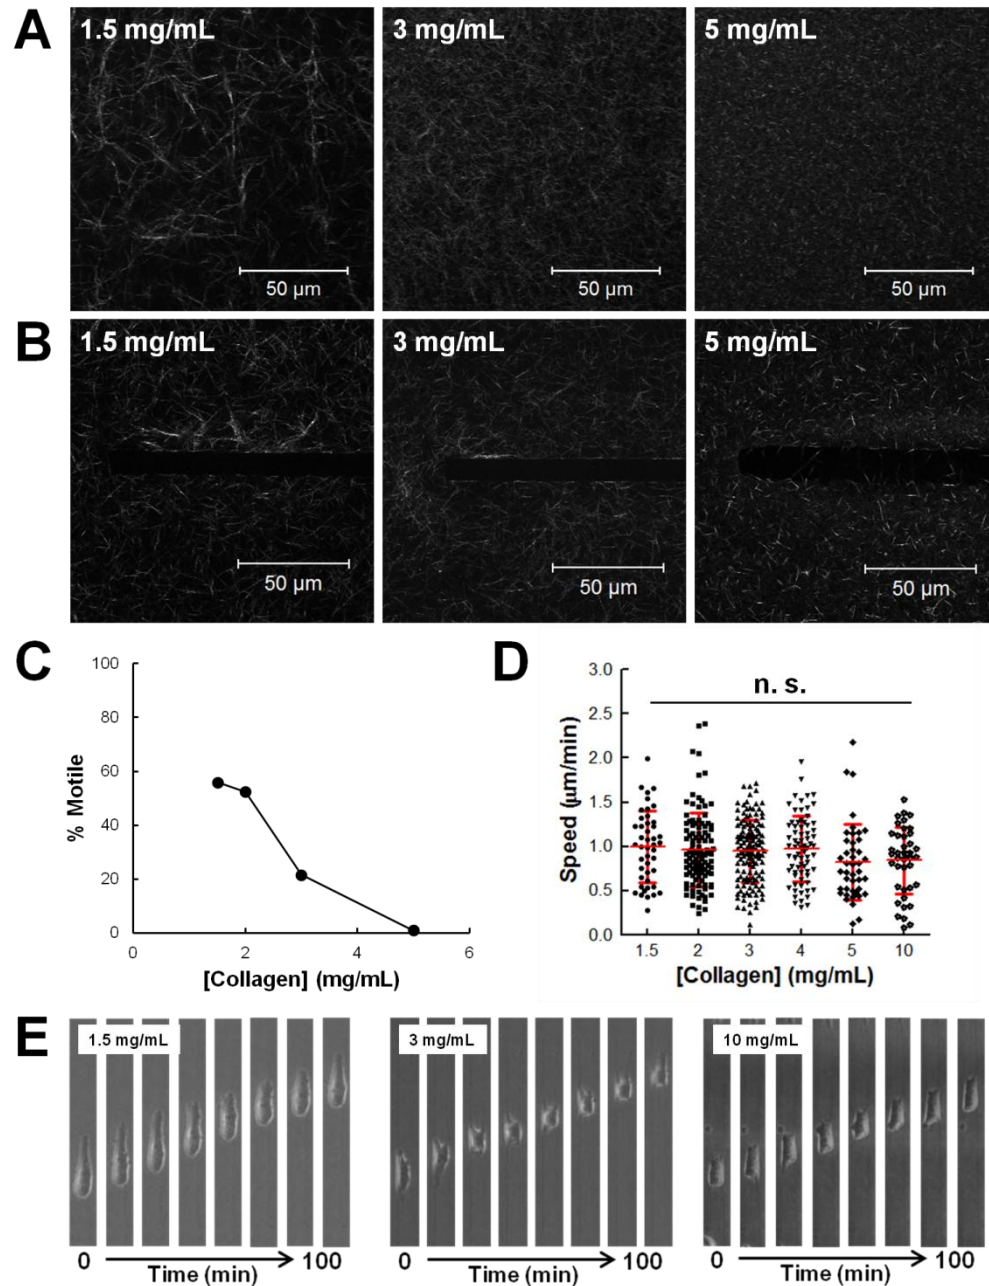 A
1.5 mg/mL
3 mg/mL
5 mg/mL
50 µm
50 µm
50 µm
B
1.5 mg/mL
3 mg/mL
5 mg/mL
50 µm
50 µm
50 µm
C
100
80
60
40
20
0
% Motile
0 2 4 6
[Collagen] (mg/mL)
D
3.0
2.5
2.0
1.5
1.0
0.5
0.0
Speed (µm/min)
n. s.
1.5 2 3 4 5 10
[Collagen] (mg/mL)
E
1.5 mg/mL
3 mg/mL
10 mg/mL
0 100
Time (min)
0 100
Time (min)
0 100
Time (min)